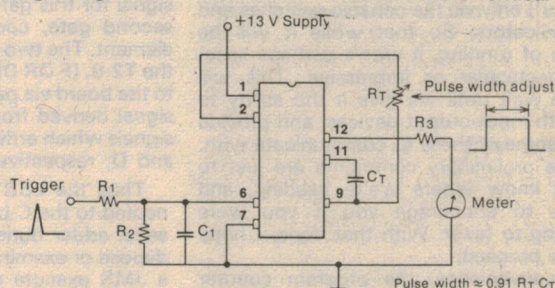 +13 V Supply
1
2
RT
Pulse width adjust
12
R3
11
CT
9
Meter
Trigger
R1
6
7
R2
C1
Pulse width ≈ 0.91 RT CT